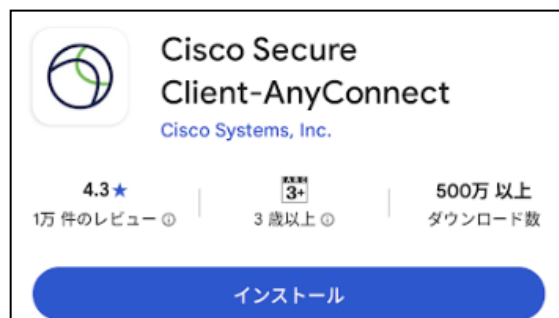 Cisco Secure
Client-AnyConnect
Cisco Systems, Inc.
4.3★
1万 件のレビュー ⓘ
ABC
3+
3 歳以上 ⓘ
500万 以上
ダウンロード数
インストール